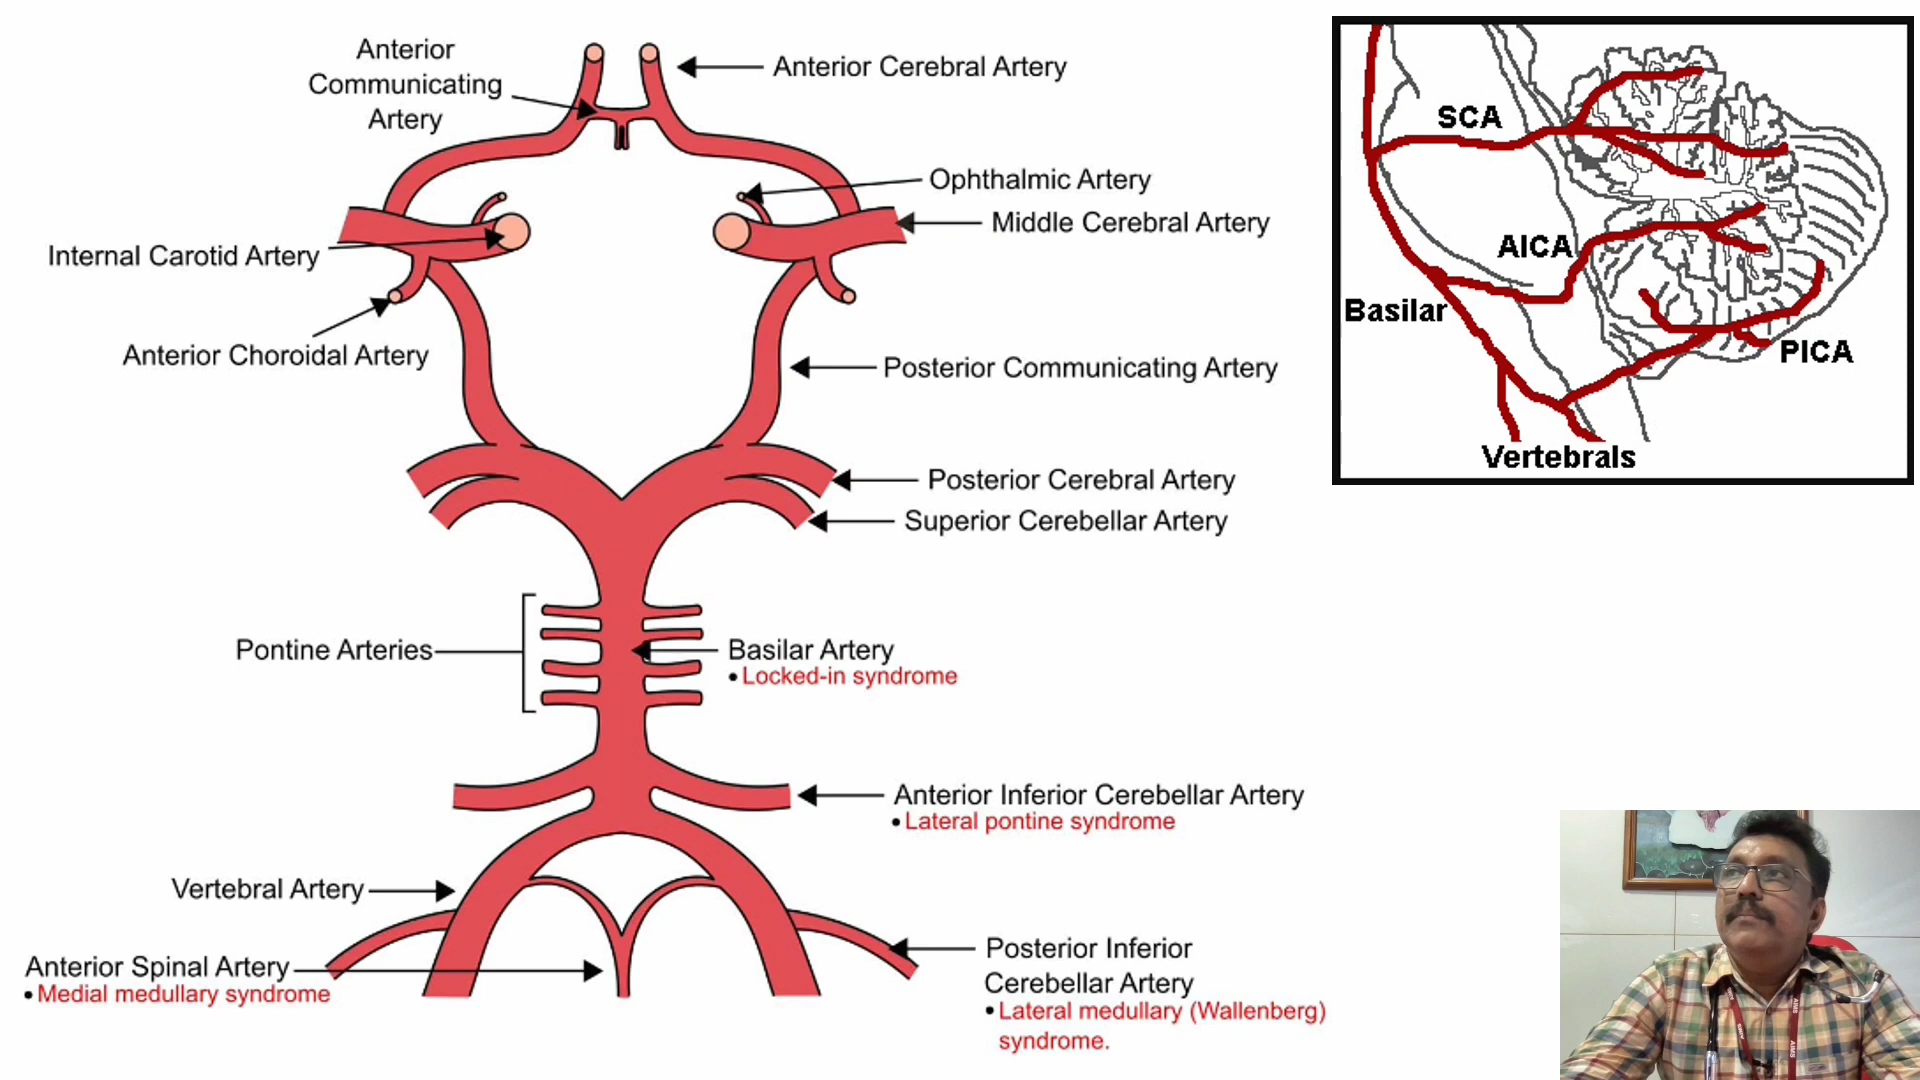 Anterior
Communicating
Artery
Anterior Cerebral Artery
Ophthalmic Artery
Middle Cerebral Artery
Internal Carotid Artery
Anterior Choroidal Artery
Posterior Communicating Artery
Posterior Cerebral Artery
Superior Cerebellar Artery
Pontine Arteries
Basilar Artery
• Locked-in syndrome
Anterior Inferior Cerebellar Artery
• Lateral pontine syndrome
Vertebral Artery
Anterior Spinal Artery
• Medial medullary syndrome
Posterior Inferior
Cerebellar Artery
• Lateral medullary (Wallenberg)
syndrome.
SCA
AICA
Basilar
PICA
Vertebrals
AIMS
AIMS
AIMS